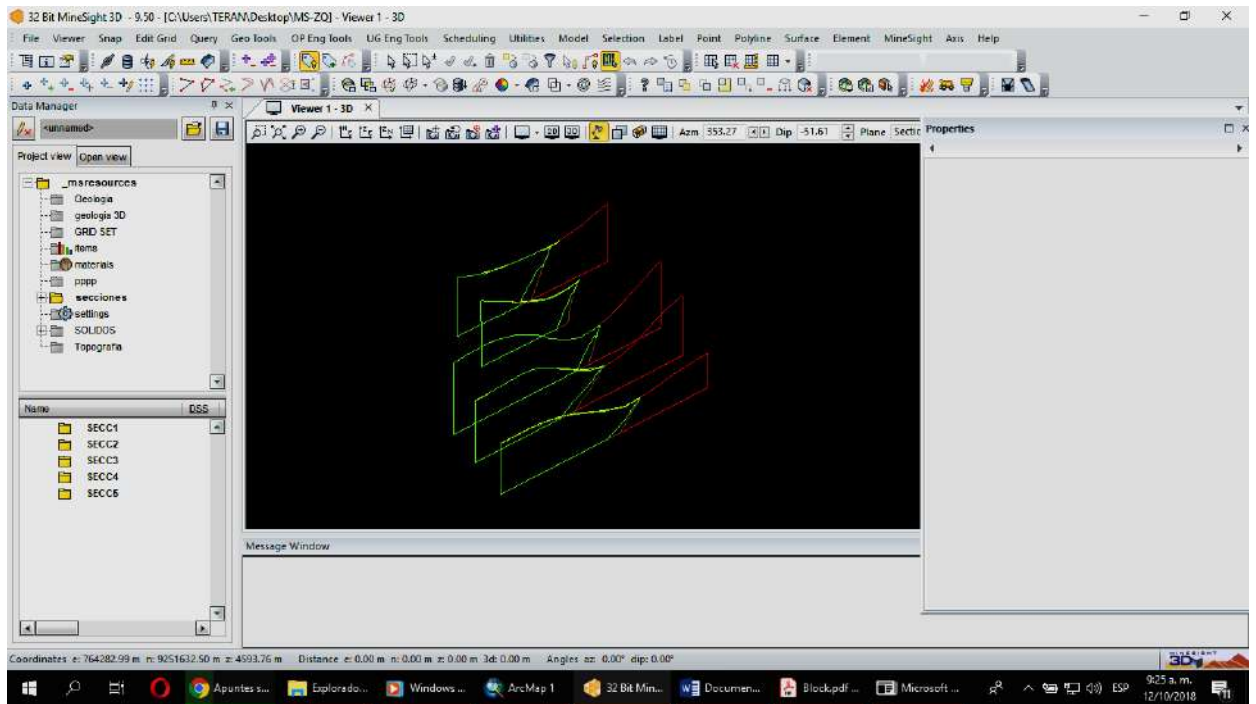 32 Bit MineSight 3D - 9.50 - [C:\Users\TERAN\Desktop\MS-ZQ] - Viewer 1 - 3D
File Viewer Snap Edit Grid Query Geo Tools OP Eng Tools UG Eng Tools Scheduling Utilities Model Selection Label Point Polyline Surface Element MineSight Axis Help
Data Manager
Viewer 1 - 3D
<unnamed>
Azm 353.27 Dip -51.61 Plane Sectic
Properties
Project view Open view
_msresources
Geologia
geologia 3D
GRID SET
items
materials
pppp
secciones
settings
SOLIDOS
Topografia
Name DSS
SECC1
SECC2
SECC3
SECC4
SECC5
Message Window
Coordinates e: 764282.99 m n: 9251632.50 m z: 4593.76 m Distance e: 0.00 m n: 0.00 m z: 0.00 m 3d: 0.00 m Angles az: 0.00° dip: 0.00°
MINESIGHT
3D
Apuntes s... Explorado... Windows ... ArcMap 1 32 Bit Min... Documen... Block.pdf ... Microsoft ... ESP 9:25 a. m.
12/10/2018